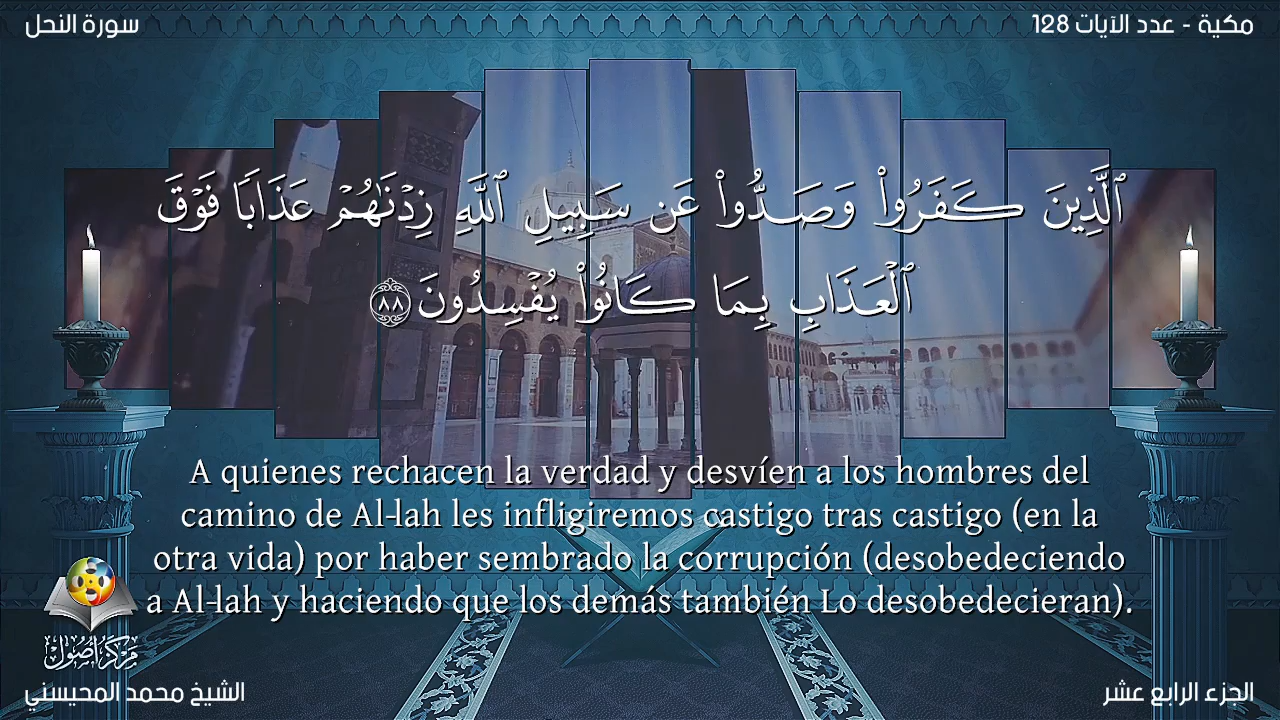 مكية - عدد الآيات 128
سورة النحل
ٱلَّذِينَ كَفَرُوا۟ وَصَدُّوا۟ عَن سَبِيلِ ٱللَّهِ زِدْنَـٰهُمْ عَذَابًا فَوْقَ
ٱلْعَذَابِ بِمَا كَانُوا۟ يُفْسِدُونَ ٨٨
A quienes rechacen la verdad y desvíen a los hombres del
camino de Al-lah les infligiremos castigo tras castigo (en la
otra vida) por haber sembrado la corrupción (desobedeciendo
a Al-lah y haciendo que los demás también Lo desobedecieran).
مركز أصول
الجزء الرابع عشر
الشيخ محمد المحيسني